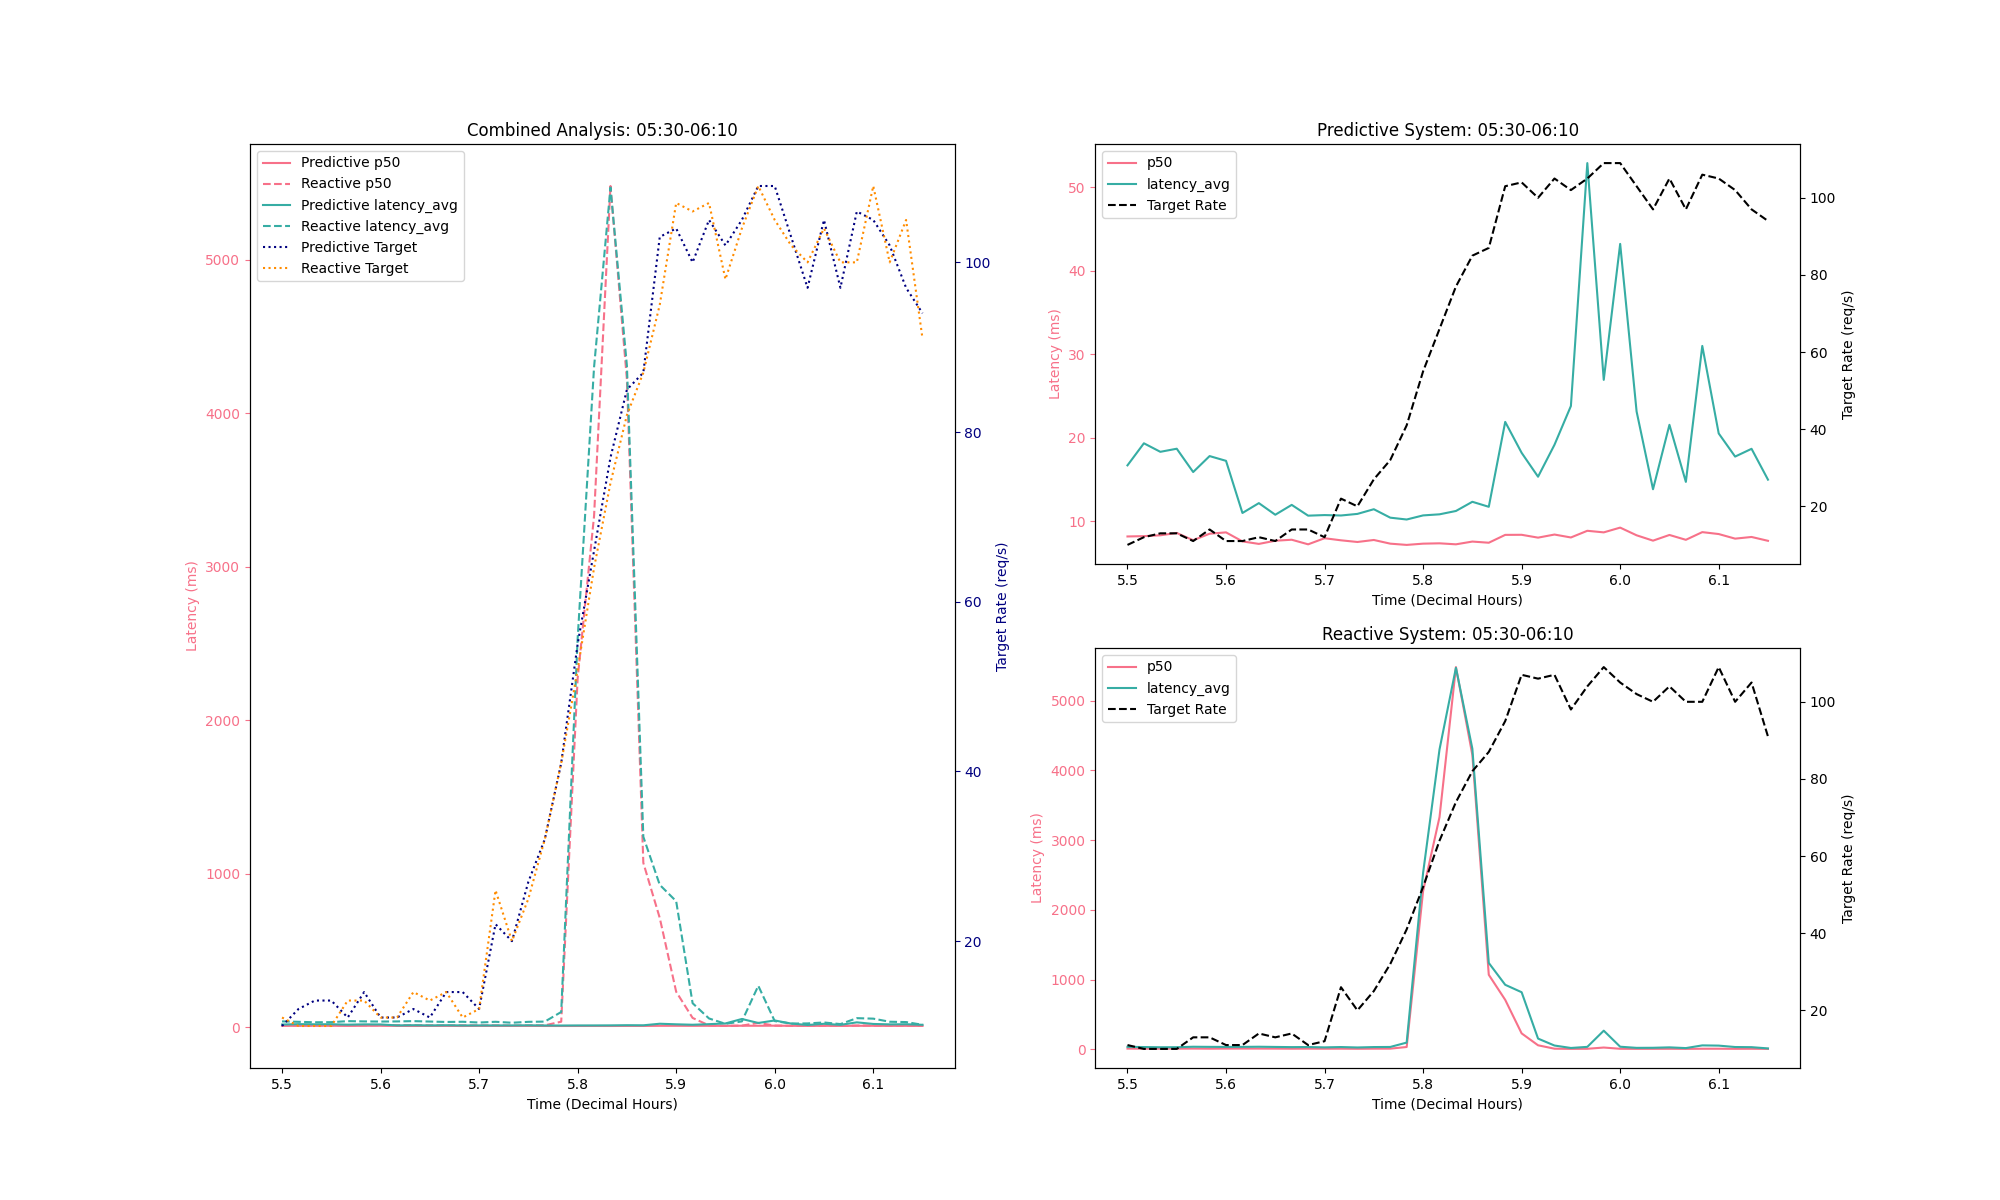 Combined Analysis: 05:30-06:10
Predictive p50
Reactive p50
Predictive latency_avg
Reactive latency_avg
Predictive Target
Reactive Target
5000
4000
3000
2000
1000
0
Latency (ms)
100
80
60
40
20
Target Rate (req/s)
5.5 5.6 5.7 5.8 5.9 6.0 6.1
Time (Decimal Hours)
Predictive System: 05:30-06:10
p50
latency_avg
Target Rate
50
40
30
20
10
Latency (ms)
100
80
60
40
20
Target Rate (req/s)
5.5 5.6 5.7 5.8 5.9 6.0 6.1
Time (Decimal Hours)
Reactive System: 05:30-06:10
p50
latency_avg
Target Rate
5000
4000
3000
2000
1000
0
Latency (ms)
100
80
60
40
20
Target Rate (req/s)
5.5 5.6 5.7 5.8 5.9 6.0 6.1
Time (Decimal Hours)